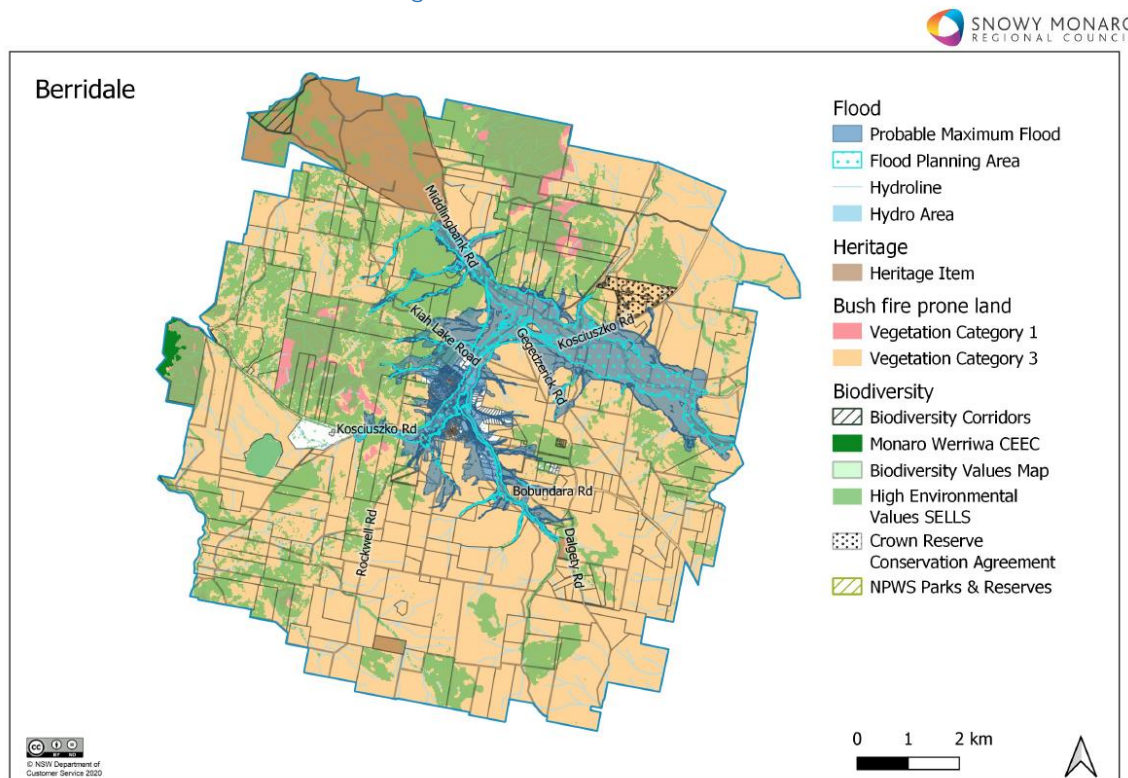 SNOWY MONARO
REGIONAL COUNCIL
Berridale
Middlingbank Rd
Kiah Lake Road
Gegedzerick Rd
Kosciuszko Rd
Kosciuszko Rd
Bobundara Rd
Rockwell Rd
Dalgety Rd
Flood
Probable Maximum Flood
Flood Planning Area
Hydroline
Hydro Area
Heritage
Heritage Item
Bush fire prone land
Vegetation Category 1
Vegetation Category 3
Biodiversity
Biodiversity Corridors
Monaro Werriwa CEEC
Biodiversity Values Map
High Environmental
Values SELLS
Crown Reserve
Conservation Agreement
NPWS Parks & Reserves
0 1 2 km
cc
BY ND
© NSW Department of
Customer Service 2020